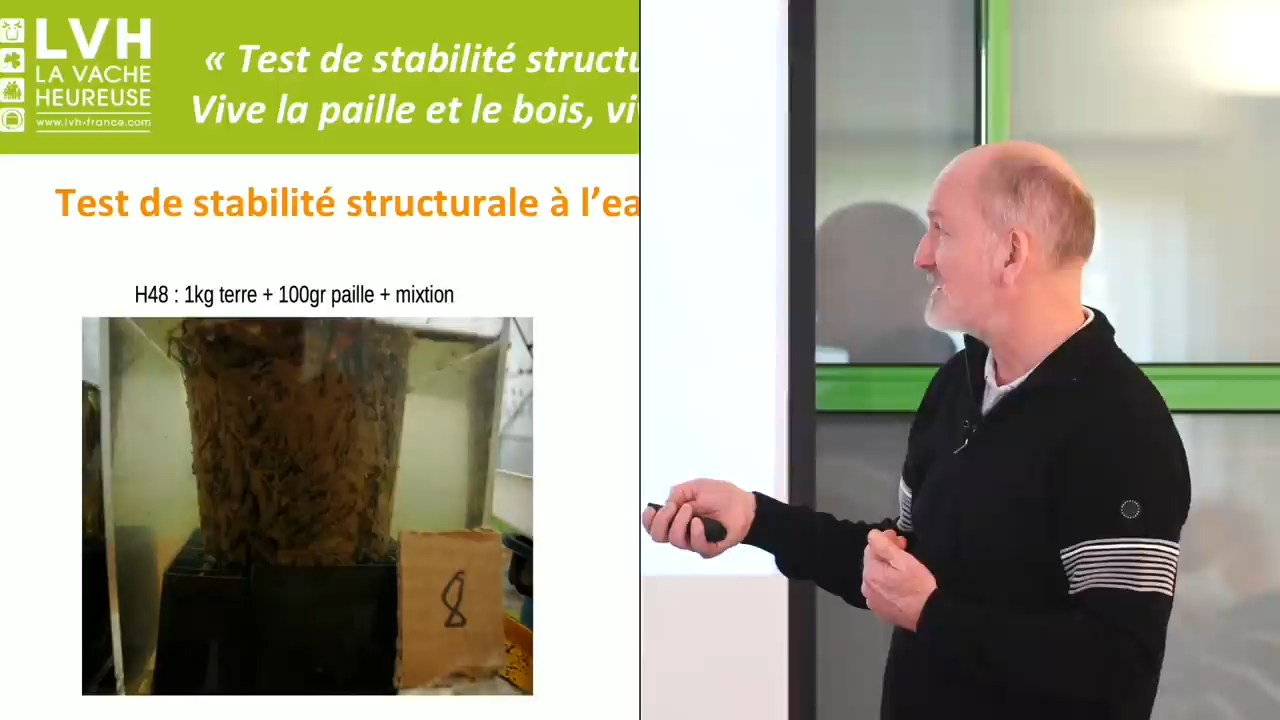 LVH
LA VACHE
HEUREUSE
www.lvh-france.com
« Test de stabilité structu
Vive la paille et le bois, vi
Test de stabilité structurale à l’ea
H48 : 1kg terre + 100gr paille + mixtion
8